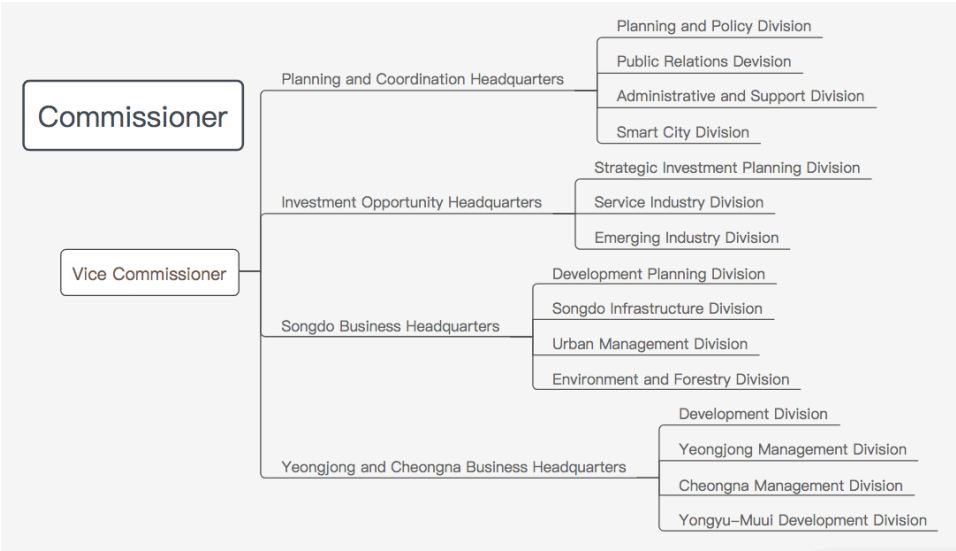 Commissioner
Vice Commissioner
Planning and Coordination Headquarters
Planning and Policy Division
Public Relations Devision
Administrative and Support Division
Smart City Division
Investment Opportunity Headquarters
Strategic Investment Planning Division
Service Industry Division
Emerging Industry Division
Songdo Business Headquarters
Development Planning Division
Songdo Infrastructure Division
Urban Management Division
Environment and Forestry Division
Yeongjong and Cheongna Business Headquarters
Development Division
Yeongjong Management Division
Cheongna Management Division
Yongyu-Muui Development Division